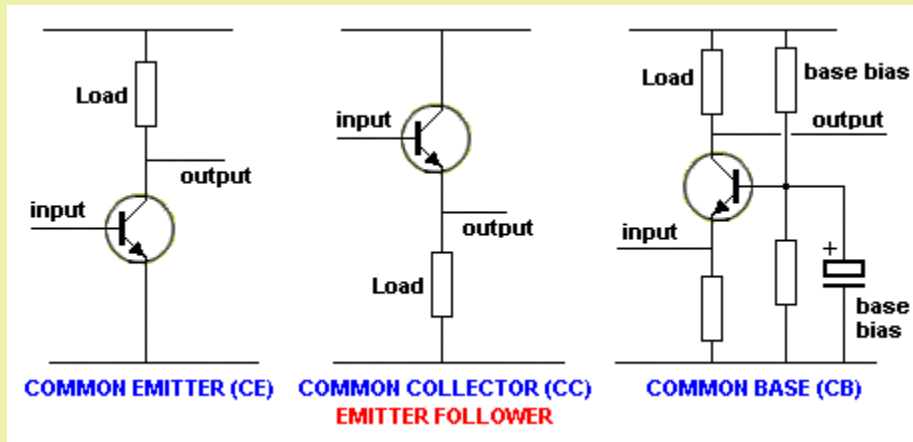 Load
output
input
COMMON EMITTER (CE)
input
output
Load
COMMON COLLECTOR (CC)
EMITTER FOLLOWER
Load
base bias
output
input
+
base
bias
COMMON BASE (CB)